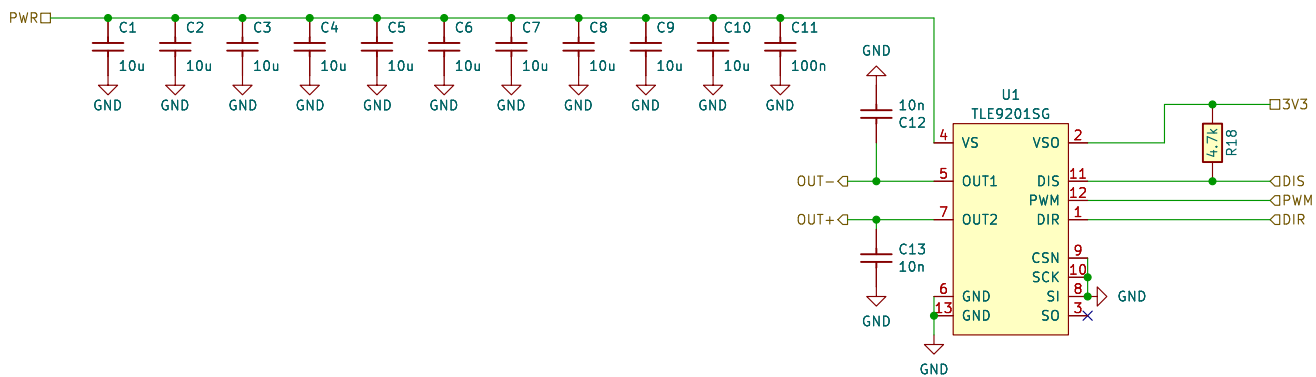 PWR
C1 C2 C3 C4 C5 C6 C7 C8 C9 C10 C11
10u 10u 10u 10u 10u 10u 10u 10u 10u 10u 100n
GND GND GND GND GND GND GND GND GND GND GND
GND
10n
C12
U1
TLE9201SG
4 VS
VSO 2
3V3
4.7k
R18
OUT-
5 OUT1
DIS 11
DIS
PWM 12
PWM
OUT+
7 OUT2
DIR 1
DIR
C13
10n
GND
CSN 9
SCK 10
6 GND
SI 8
GND
13 GND
SO 3
GND